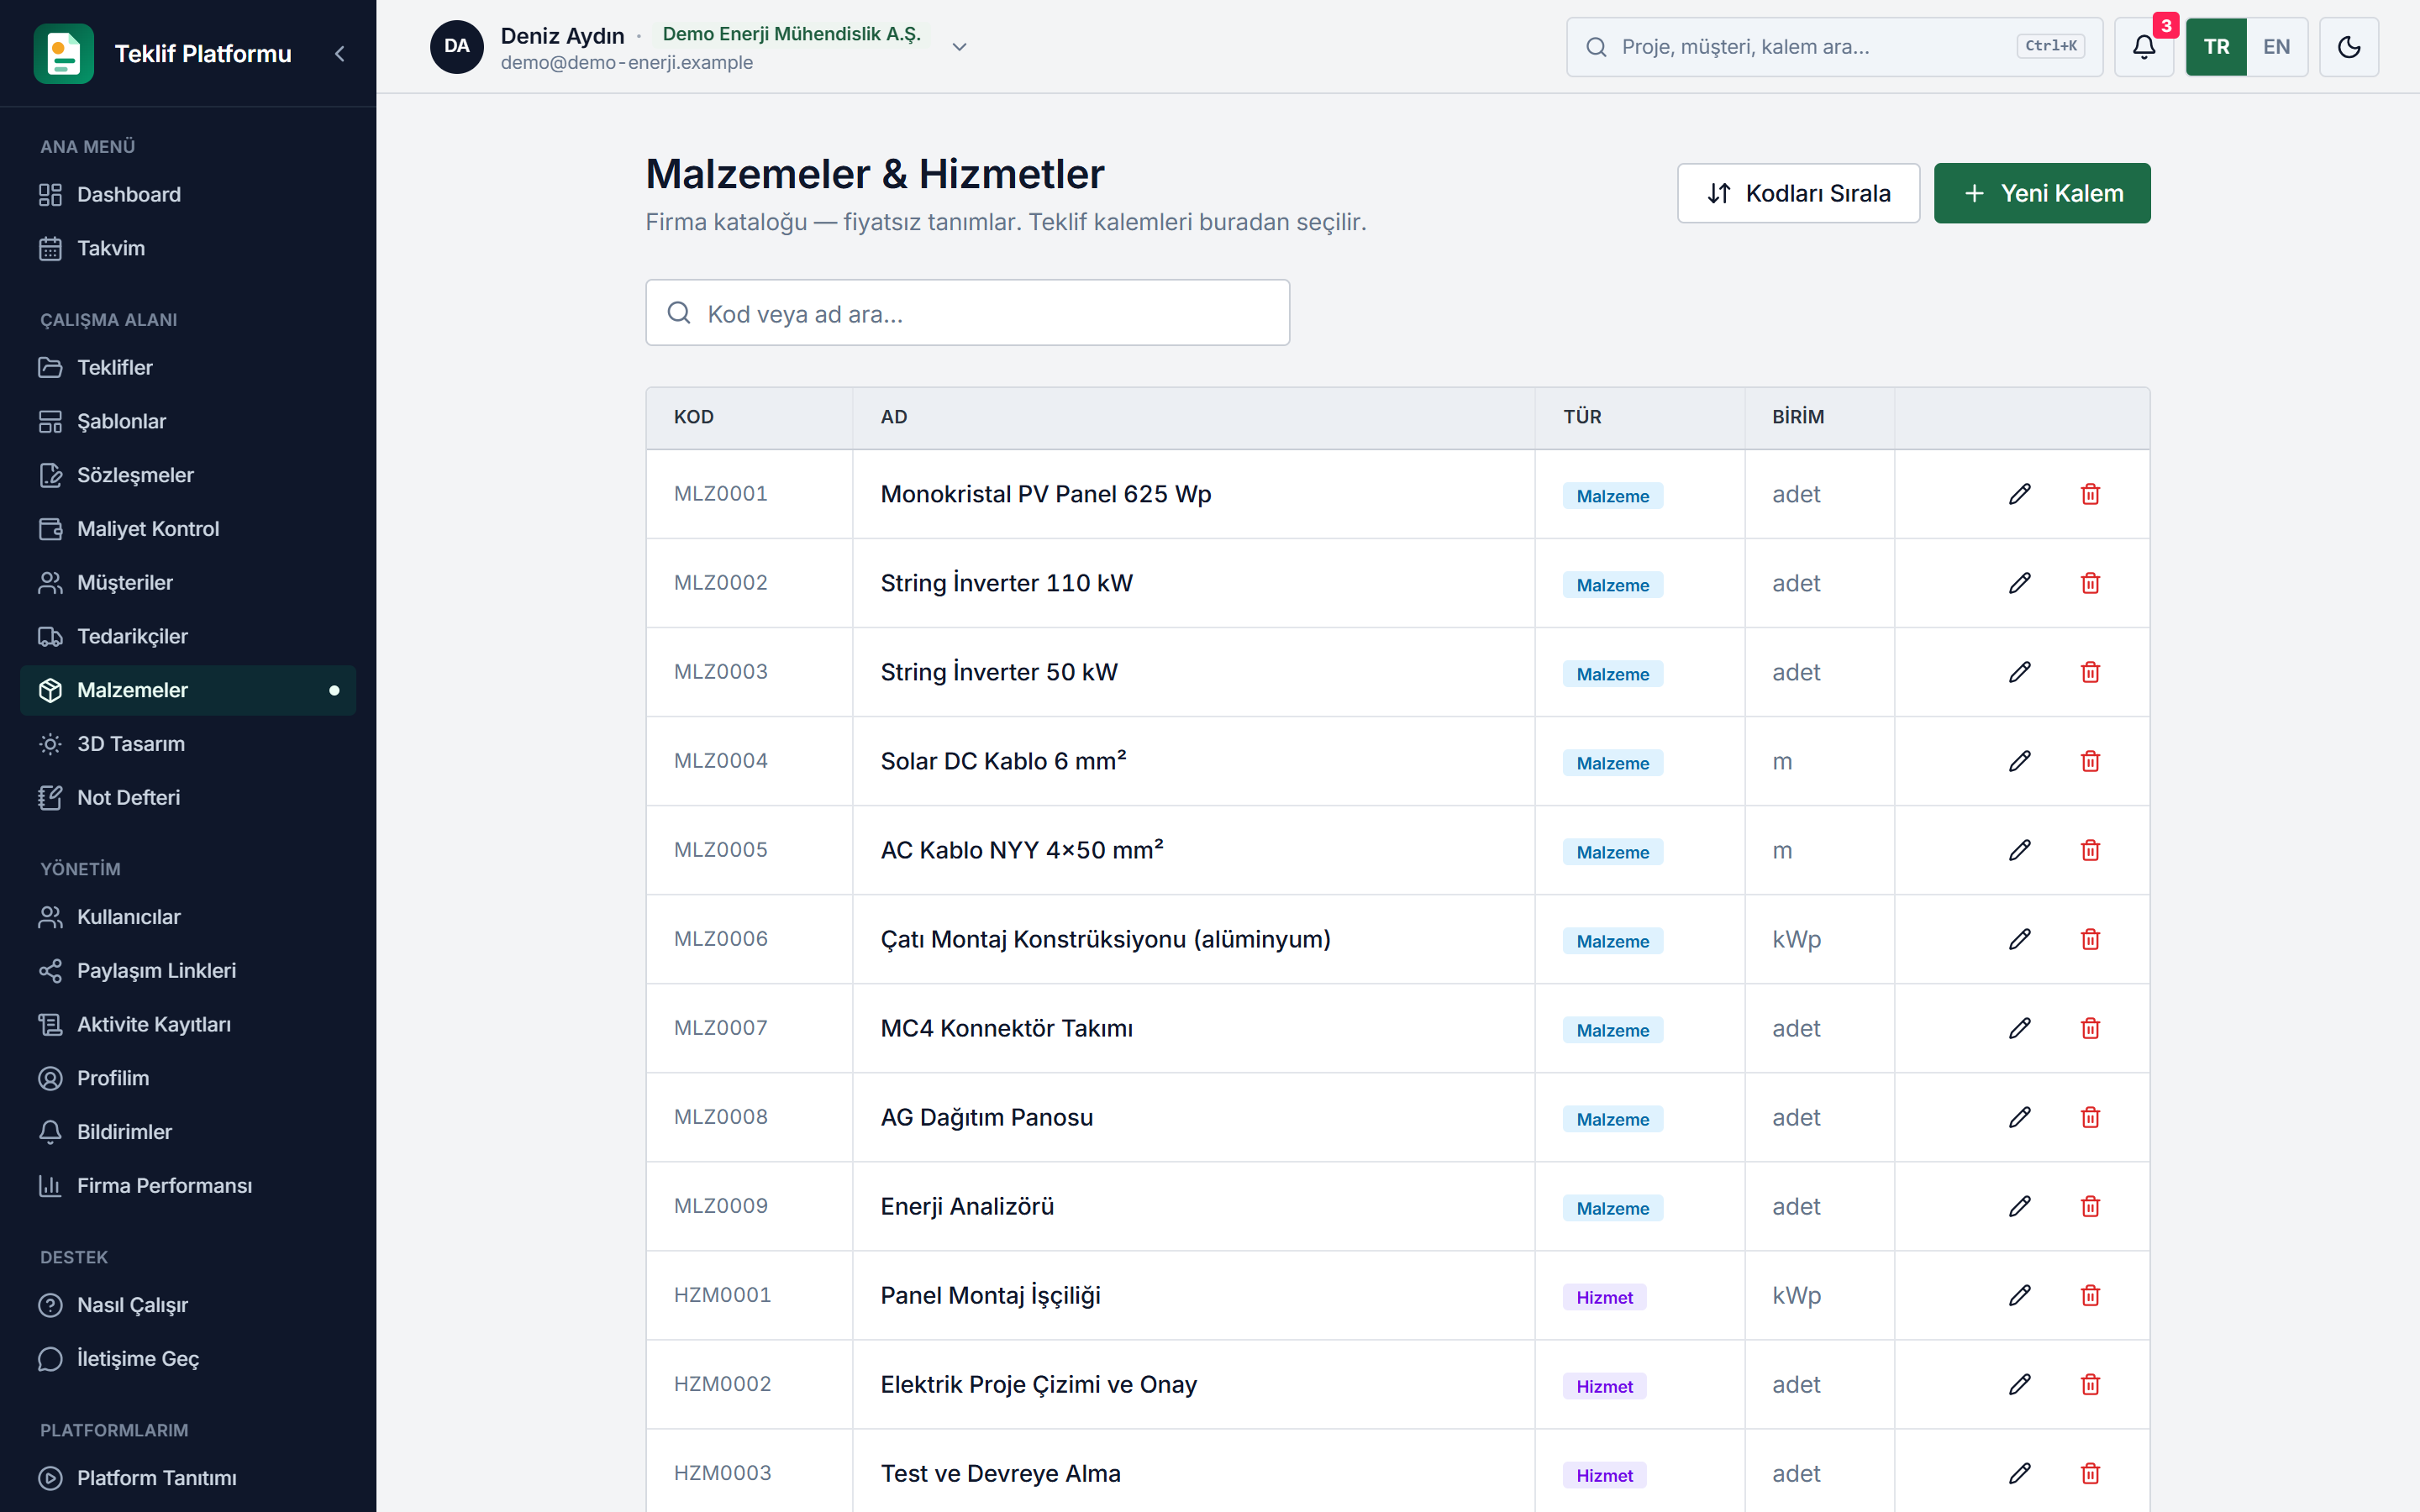 Teklif Platformu
ANA MENÜ
Dashboard
Takvim
ÇALIŞMA ALANI
Teklifler
Şablonlar
Sözleşmeler
Maliyet Kontrol
Müşteriler
Tedarikçiler
Malzemeler
3D Tasarım
Not Defteri
YÖNETİM
Kullanıcılar
Paylaşım Linkleri
Aktivite Kayıtları
Profilim
Bildirimler
Firma Performansı
DESTEK
Nasıl Çalışır
İletişime Geç
PLATFORMLARIM
Platform Tanıtımı
DA
Deniz Aydın · Demo Enerji Mühendislik A.Ş.
demo@demo-enerji.example
Proje, müşteri, kalem ara... Ctrl+K
3
TR EN
Malzemeler & Hizmetler
Firma kataloğu — fiyatsız tanımlar. Teklif kalemleri buradan seçilir.
Kodları Sırala
Yeni Kalem
Kod veya ad ara...
KOD AD TÜR BİRİM
MLZ0001 Monokristal PV Panel 625 Wp Malzeme adet
MLZ0002 String İnverter 110 kW Malzeme adet
MLZ0003 String İnverter 50 kW Malzeme adet
MLZ0004 Solar DC Kablo 6 mm² Malzeme m
MLZ0005 AC Kablo NYY 4×50 mm² Malzeme m
MLZ0006 Çatı Montaj Konstrüksiyonu (alüminyum) Malzeme kWp
MLZ0007 MC4 Konnektör Takımı Malzeme adet
MLZ0008 AG Dağıtım Panosu Malzeme adet
MLZ0009 Enerji Analizörü Malzeme adet
HZM0001 Panel Montaj İşçiliği Hizmet kWp
HZM0002 Elektrik Proje Çizimi ve Onay Hizmet adet
HZM0003 Test ve Devreye Alma Hizmet adet